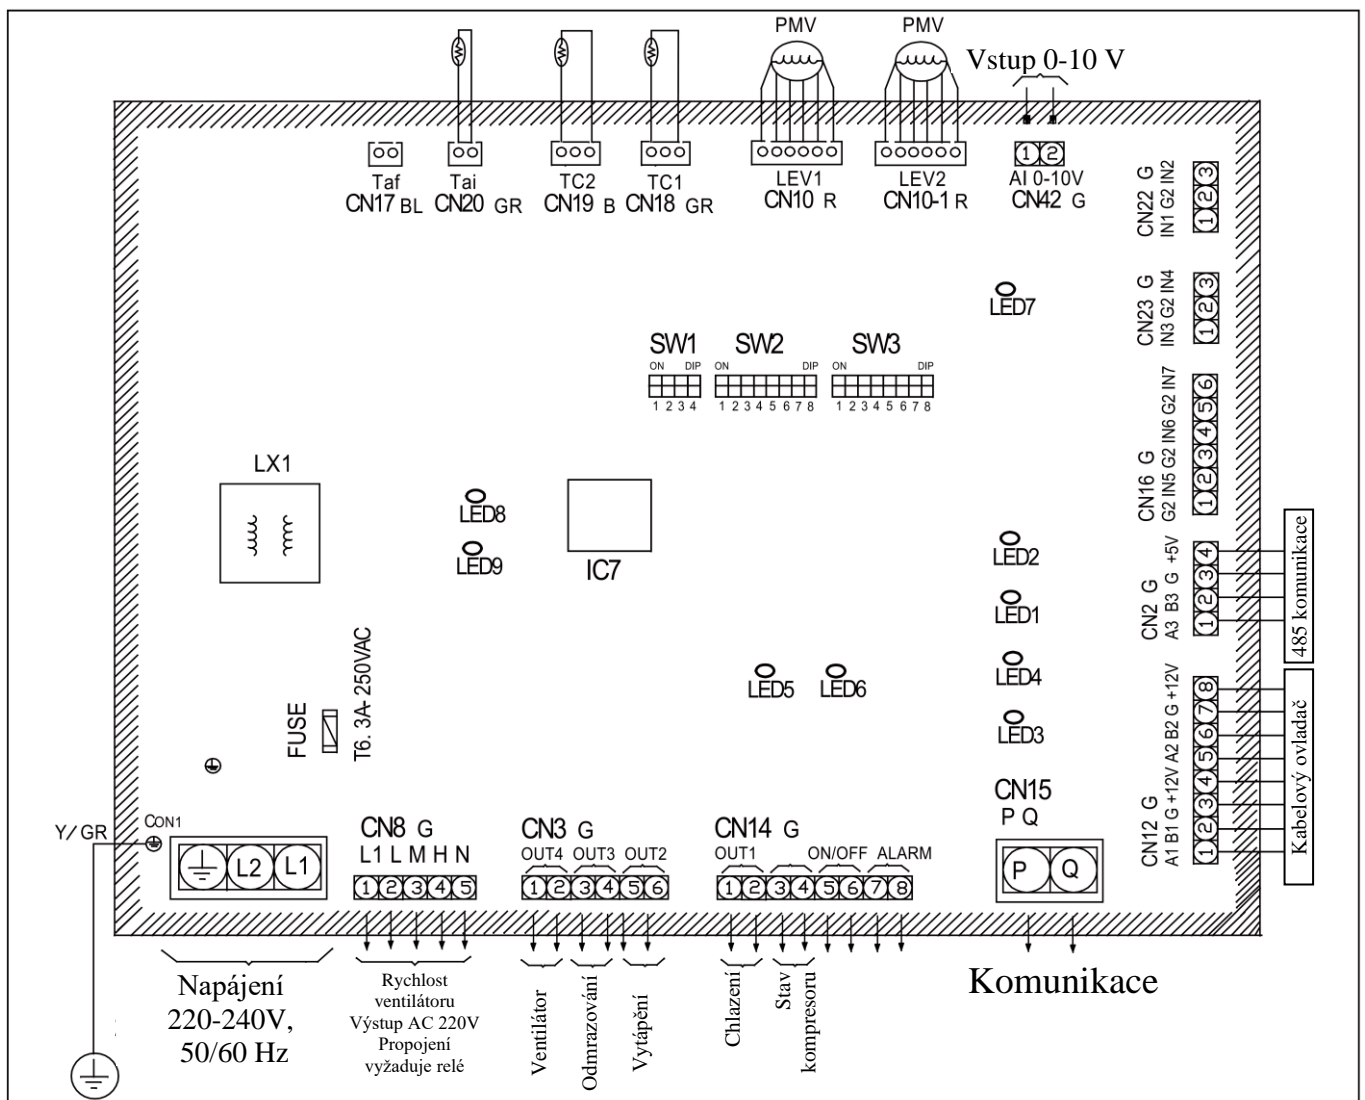 PMV
PMV
Vstup 0-10 V
1 2
Taf
Tai
TC2
TC1
LEV1
LEV2
AI 0-10V
CN17 BL
CN20 GR
CN19 B
CN18 GR
CN10 R
CN10-1 R
CN42 G
CN22 G
IN1 G2 IN2
1 2 3
LED7
CN23 G
IN3 G2 IN4
1 2 3
SW1
SW2
SW3
ON DIP
ON DIP
ON DIP
1 2 3 4
1 2 3 4 5 6 7 8
1 2 3 4 5 6 7 8
CN16 G
G2 IN5 G2 IN6 G2 IN7
1 2 3 4 5 6
LX1
LED8
LED9
IC7
LED2
LED1
LED4
LED3
LED5
LED6
CN2 G
A3 B3 G +5V
1 2 3 4
485 komunikace
FUSE
T6. 3A- 250VAC
CN12 G
A1 B1 G +12V A2 B2 G +12V
1 2 3 4 5 6 7 8
Kabelový ovladač
Y/GR
CON1
L2 L1
CN8 G
L1 L M H N
1 2 3 4 5
CN3 G
OUT4 OUT3 OUT2
1 2 3 4 5 6
CN14 G
OUT1 ON/OFF ALARM
1 2 3 4 5 6 7 8
CN15
P Q
P Q
Napájení
220-240V,
50/60 Hz
Rychlost
ventilátoru
Výstup AC 220V
Propojení
vyžaduje relé
Ventilátor
Odmrazování
Vytápění
Chlazení
Stav
kompresoru
Komunikace